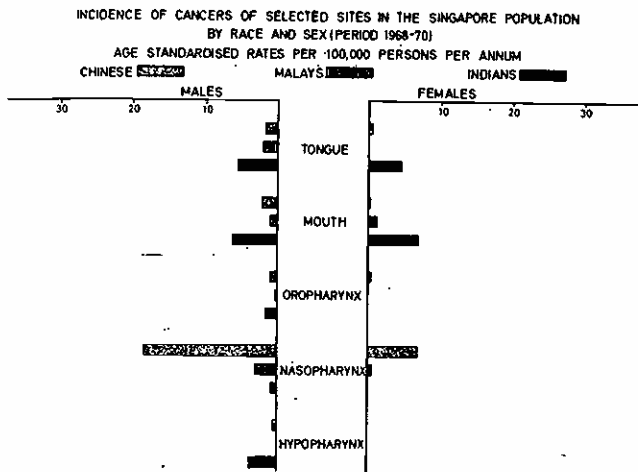 INCIDENCE OF CANCERS OF SELECTED SITES IN THE SINGAPORE POPULATION
BY RACE AND SEX (PERIOD 1968-70)
AGE STANDARDISED RATES PER 100,000 PERSONS PER ANNUM
CHINESE MALAYS INDIANS
MALES FEMALES
30 20 10 10 20 30
TONGUE
MOUTH
OROPHARYNX
NASOPHARYNX
HYPOPHARYNX